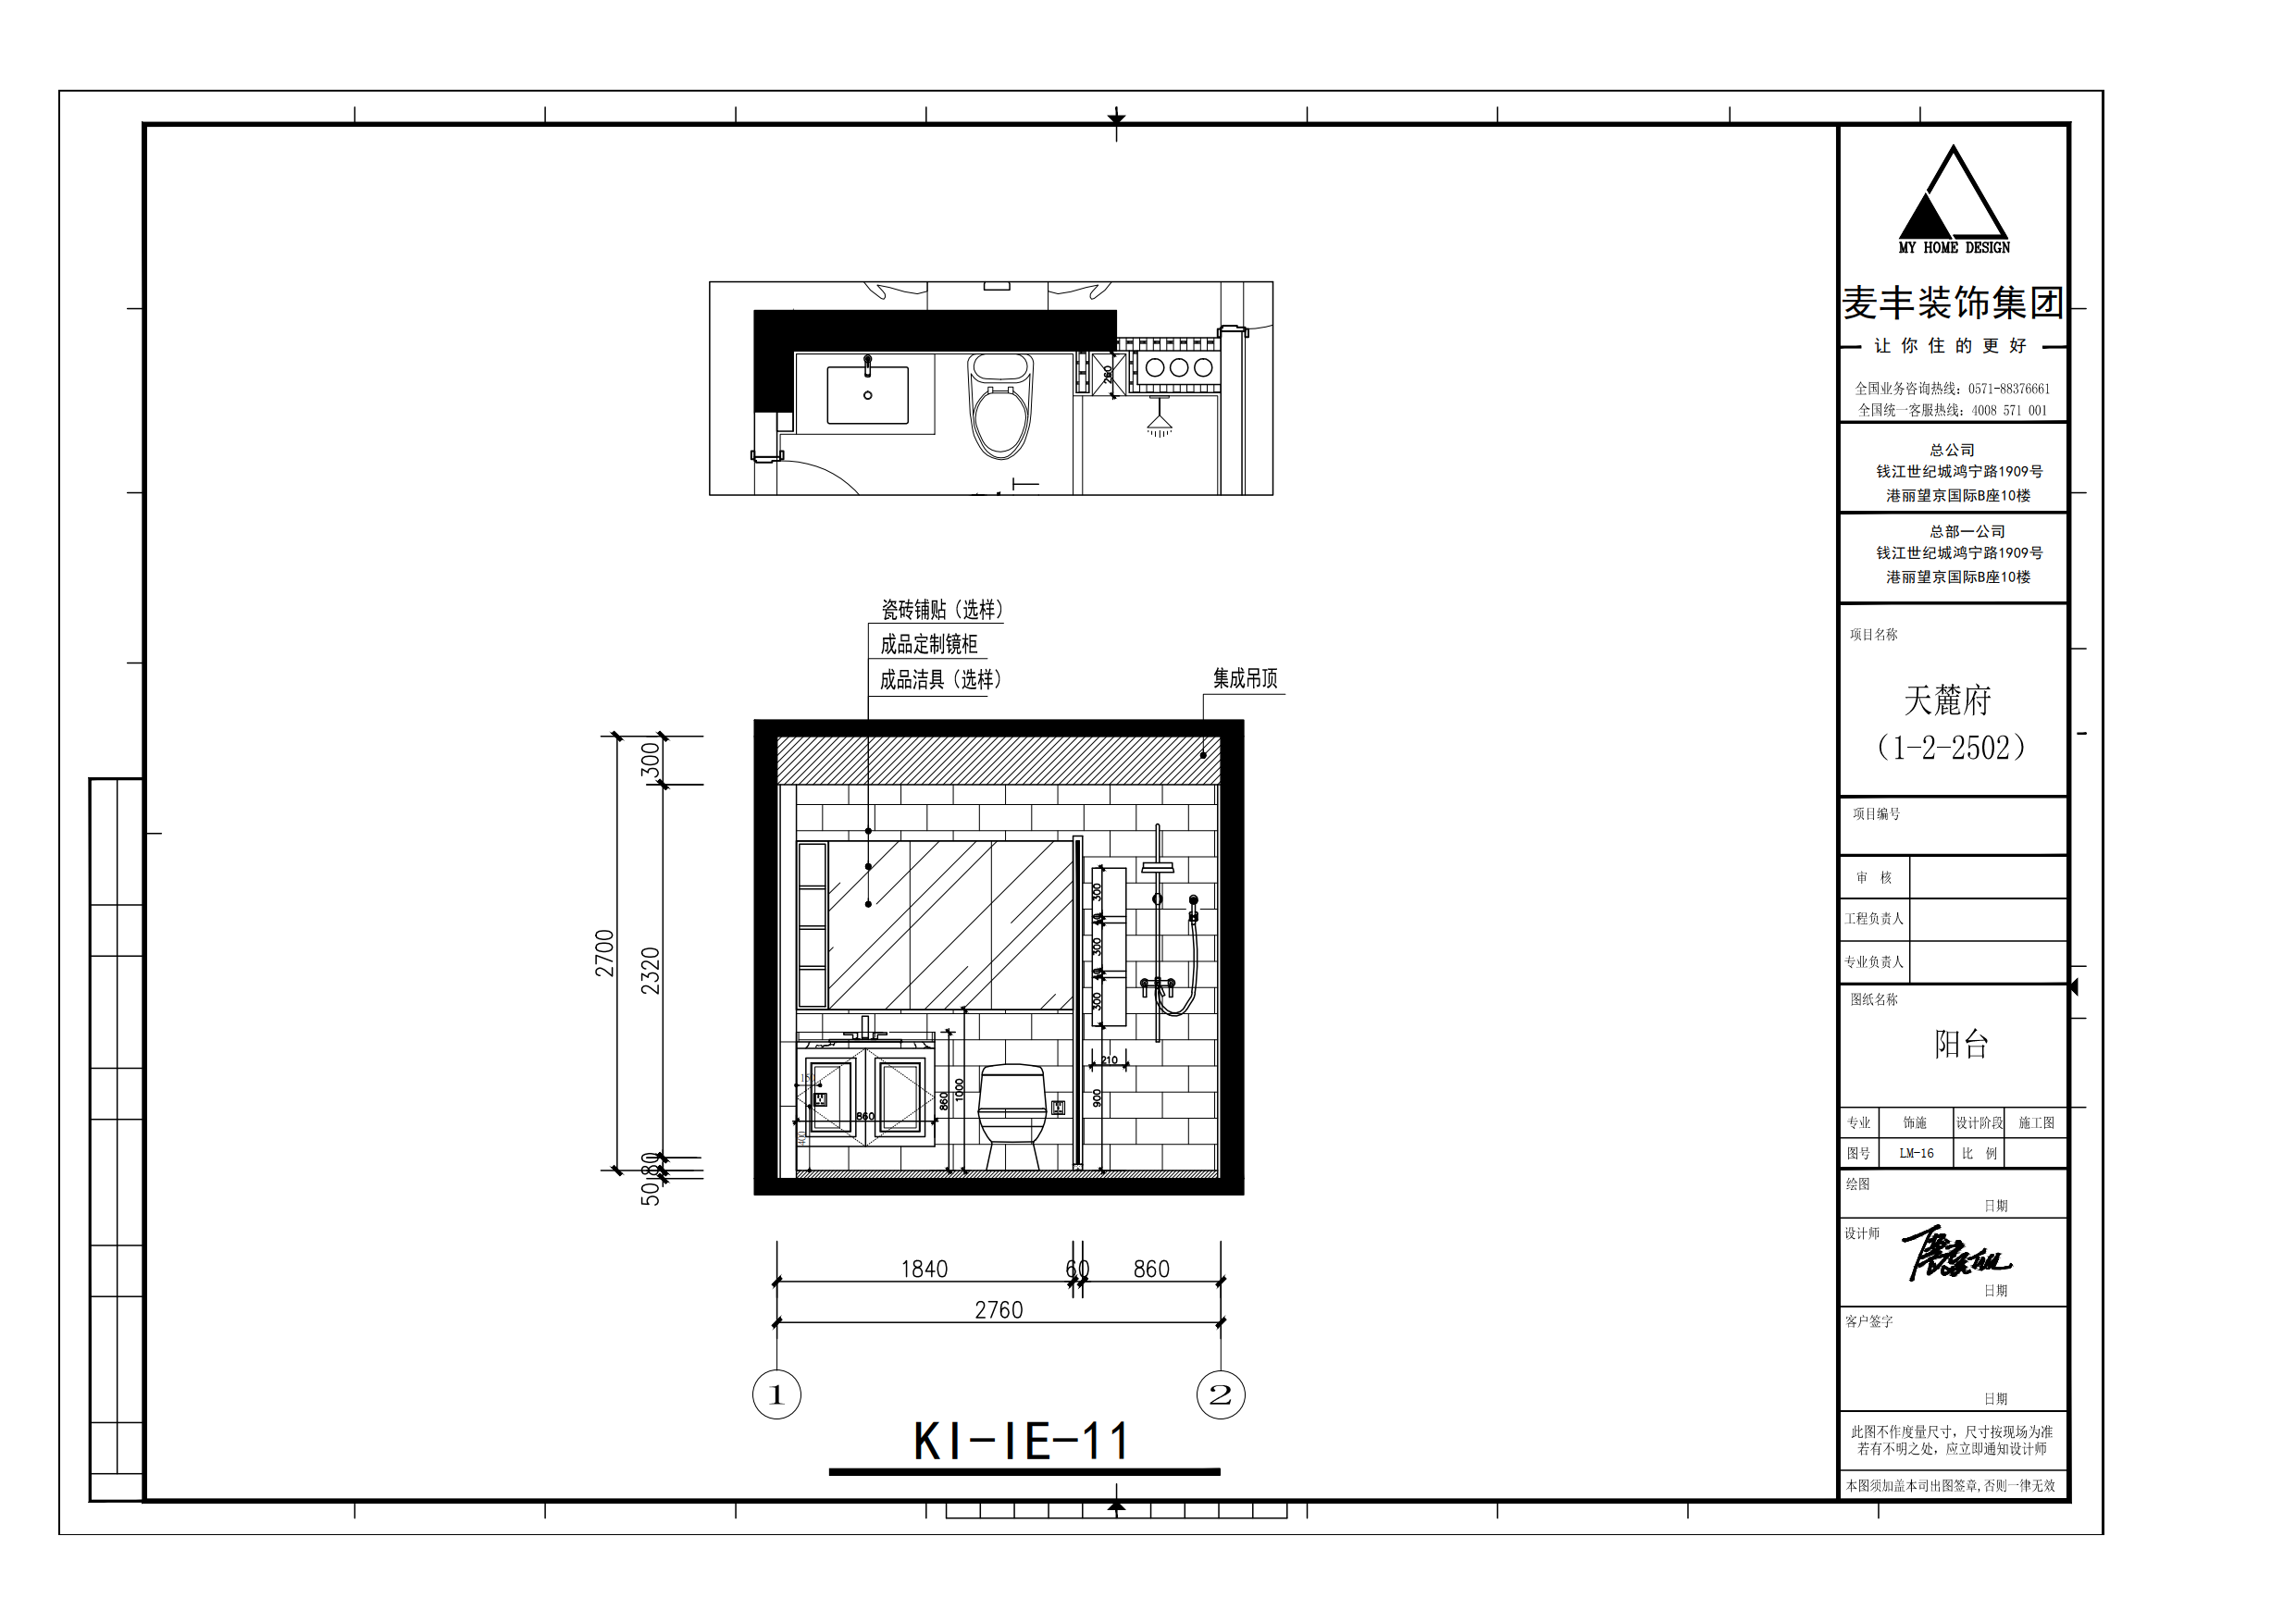 260
瓷砖铺贴（选样）
成品定制镜柜
成品洁具（选样）
集成吊顶
300
2700
2320
80
50
300
40
300
40
300
210
900
150
860
400
860
1000
1840
60
860
2760
1
2
KI-IE-11
MY HOME DESIGN
麦丰装饰集团
让你住的更好
全国业务咨询热线：0571-88376661
全国统一客服热线：4008 571 001
总公司
钱江世纪城鸿宁路1909号
港丽望京国际B座10楼
总部一公司
钱江世纪城鸿宁路1909号
港丽望京国际B座10楼
项目名称
天麓府
（1-2-2502）
项目编号
审 核
工程负责人
专业负责人
图纸名称
阳台
专业 饰施 设计阶段 施工图
图号 LM-16 比 例
绘图
日期
设计师
日期
客户签字
日期
此图不作度量尺寸，尺寸按现场为准
若有不明之处，应立即通知设计师
本图须加盖本司出图签章,否则一律无效